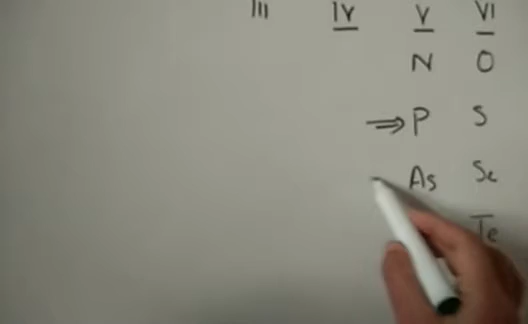 III IV V VI
N O
⇒ P S
As Se
Te